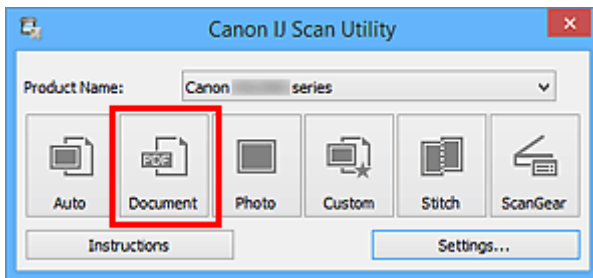 Canon IJ Scan Utility
Product Name: Canon series
PDF
Auto Document Photo Custom Stitch ScanGear
Instructions Settings...